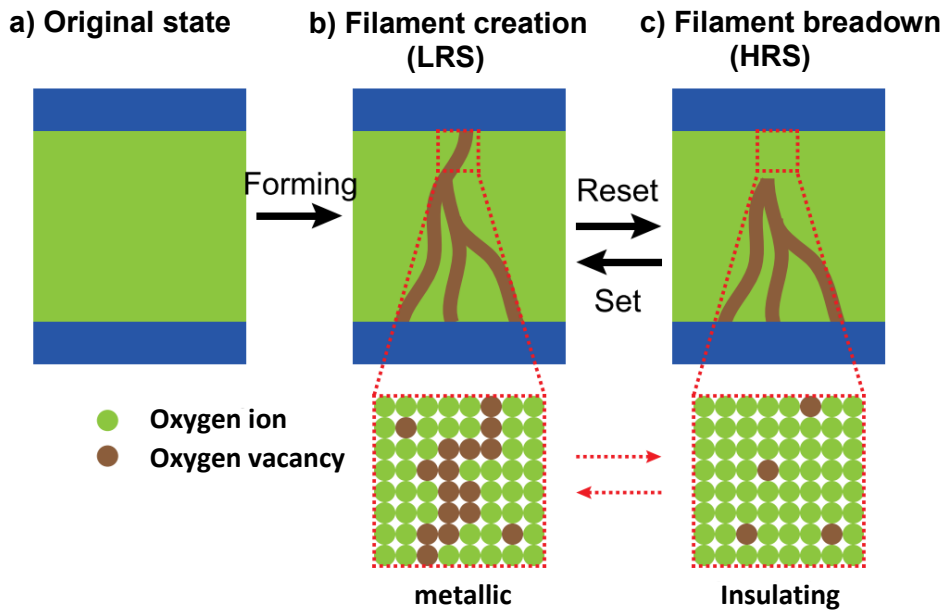 a) Original state
b) Filament creation
(LRS)
c) Filament breadown
(HRS)
Forming
Reset
Set
Oxygen ion
Oxygen vacancy
metallic
Insulating